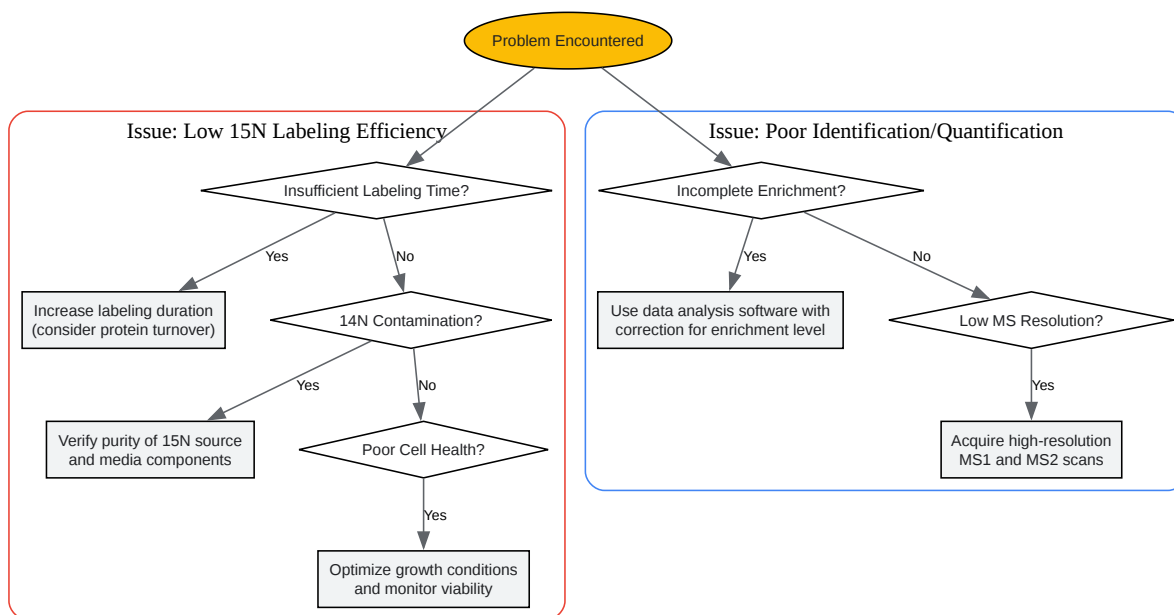 Problem Encountered
Issue: Low 15N Labeling Efficiency
Insufficient Labeling Time?
Yes
No
Increase labeling duration
(consider protein turnover)
14N Contamination?
Yes
No
Verify purity of 15N source
and media components
Poor Cell Health?
Yes
Optimize growth conditions
and monitor viability
Issue: Poor Identification/Quantification
Incomplete Enrichment?
Yes
No
Use data analysis software with
correction for enrichment level
Low MS Resolution?
Yes
Acquire high-resolution
MS1 and MS2 scans